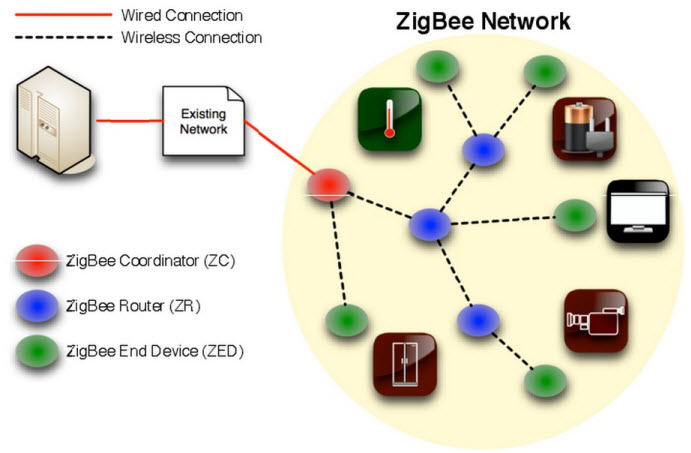 Wired Connection
Wireless Connection
ZigBee Network
Existing
Network
ZigBee Coordinator (ZC)
ZigBee Router (ZR)
ZigBee End Device (ZED)